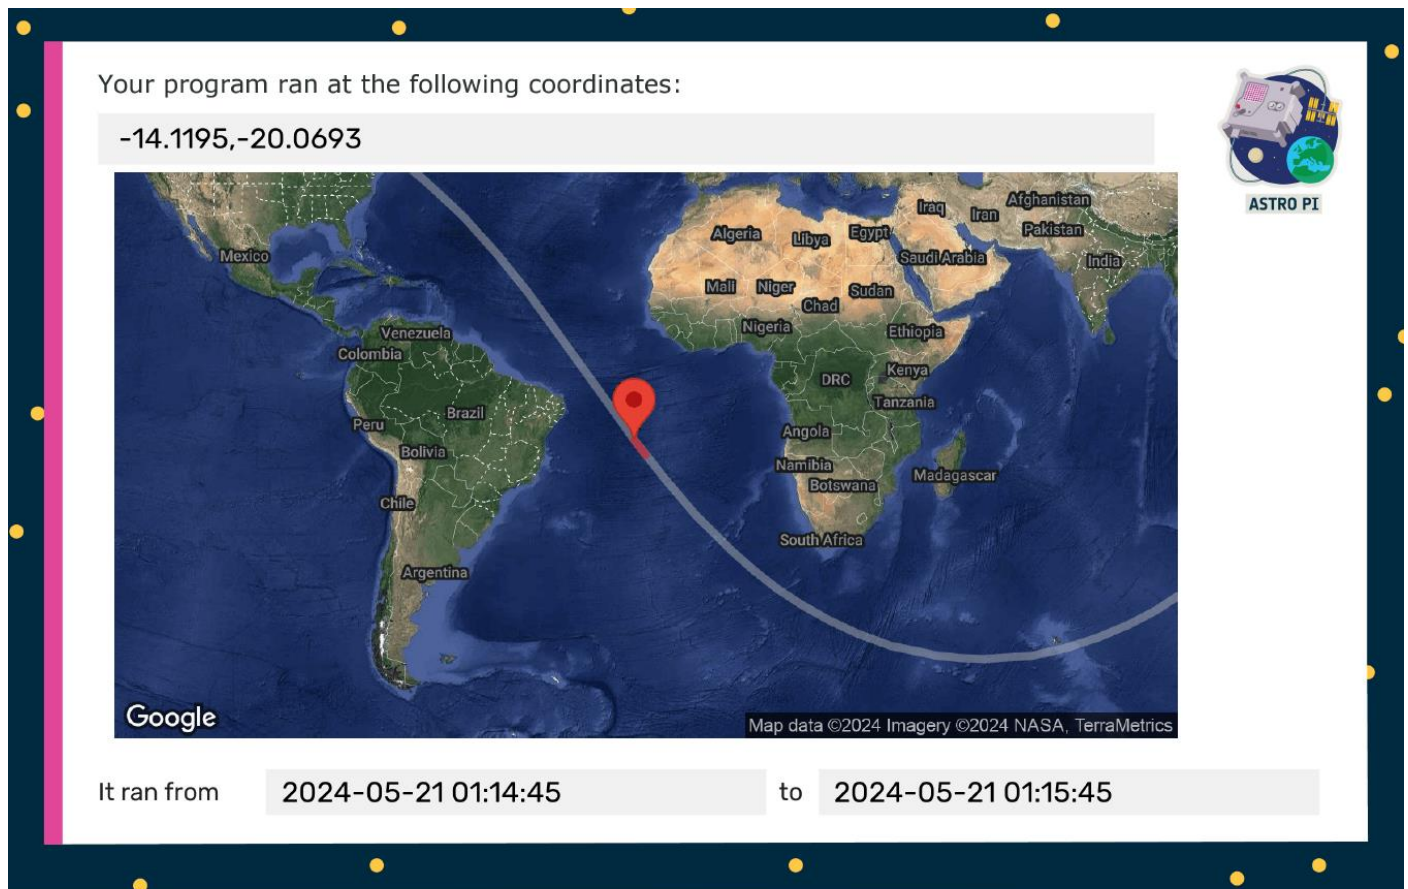 Your program ran at the following coordinates:
-14.1195,-20.0693
ASTRO PI
Afghanistan
Iraq
Iran
Pakistan
Algeria
Libya
Egypt
Saudi Arabia
India
Mexico
Mali
Niger
Sudan
Chad
Nigeria
Ethiopia
Venezuela
Colombia
DRC
Kenya
Tanzania
Brazil
Peru
Angola
Bolivia
Namibia
Botswana
Madagascar
Chile
South Africa
Argentina
Google
Map data ©2024 Imagery ©2024 NASA, TerraMetrics
It ran from 2024-05-21 01:14:45 to 2024-05-21 01:15:45